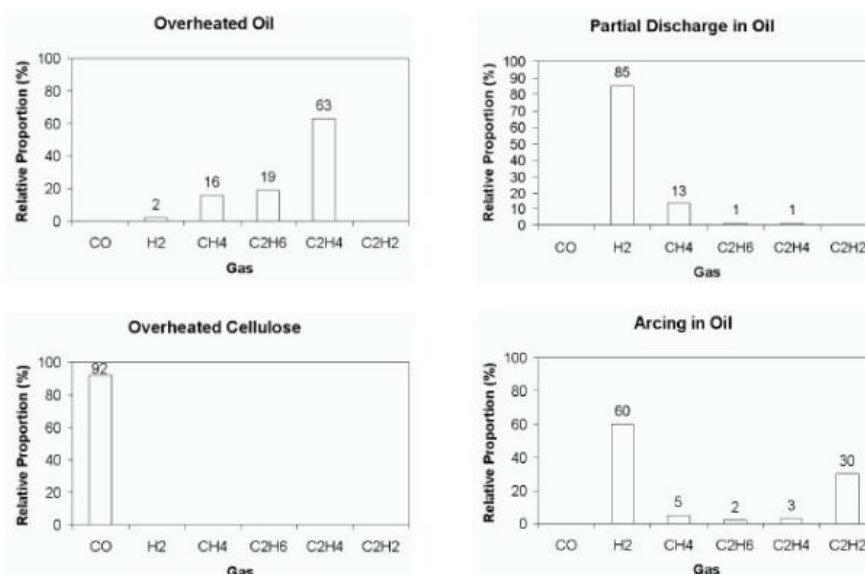 Overheated Oil
Relative Proportion (%)
100
80
60
40
20
0
2
16
19
63
CO H2 CH4 C2H6 C2H4 C2H2
Gas
Partial Discharge in Oil
Relative Proportion (%)
100
90
80
70
60
50
40
30
20
10
0
85
13
1
1
CO H2 CH4 C2H6 C2H4 C2H2
Gas
Overheated Cellulose
Relative Proportion (%)
100
80
60
40
20
0
92
CO H2 CH4 C2H6 C2H4 C2H2
Gas
Arcing in Oil
Relative Proportion (%)
100
80
60
40
20
0
60
5
2
3
30
CO H2 CH4 C2H6 C2H4 C2H2
Gas